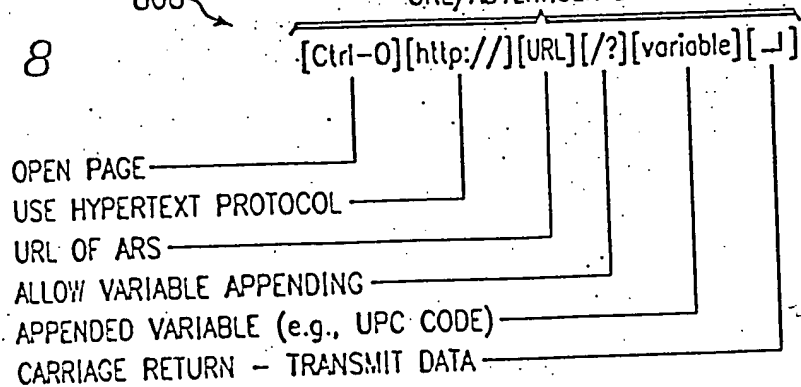 8
[Ctrl-O][http://][URL][/?][variable][↵]
OPEN PAGE
USE HYPERTEXT PROTOCOL
URL OF ARS
ALLOW VARIABLE APPENDING
APPENDED VARIABLE (e.g., UPC CODE)
CARRIAGE RETURN - TRANSMIT DATA